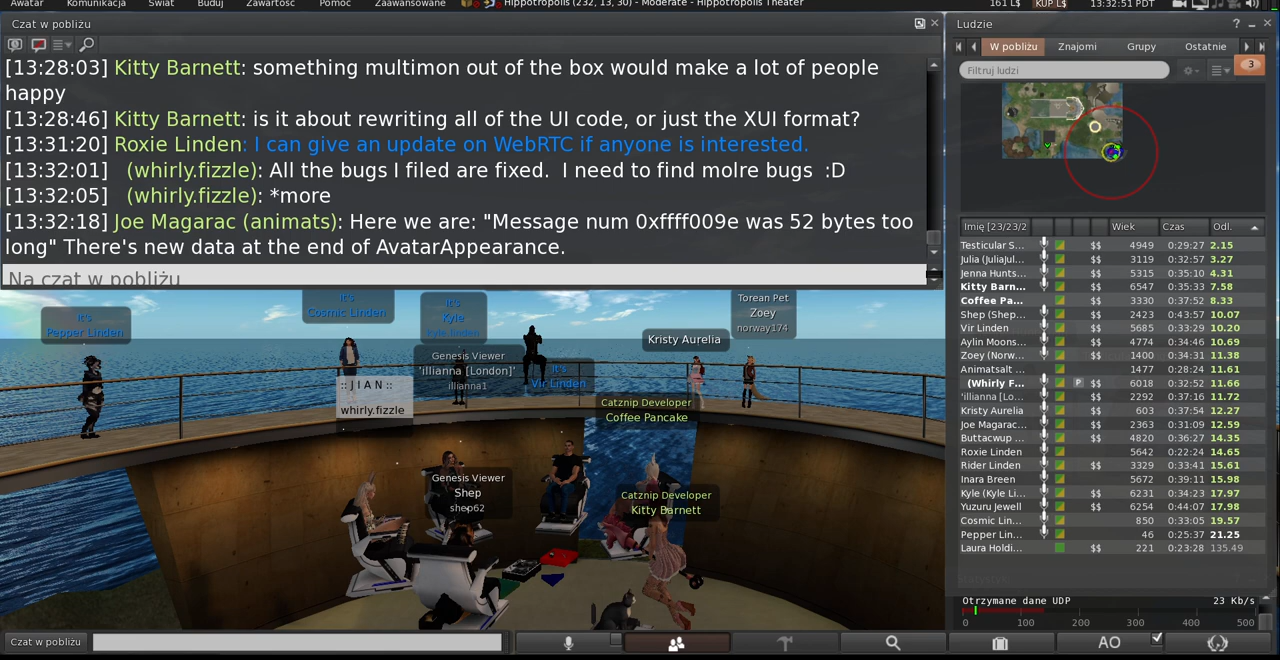 Awatar Komunikacja Świat Buduj Zawartość Pomoc Zaawansowane Hippotropolis (232, 13, 30) - Moderate - Hippotropolis Theater 161 L$ KUP L$ 13:32:51 PDT
Czat w pobliżu
[13:28:03] Kitty Barnett: something multimon out of the box would make a lot of people
happy
[13:28:46] Kitty Barnett: is it about rewriting all of the UI code, or just the XUI format?
[13:31:20] Roxie Linden: I can give an update on WebRTC if anyone is interested.
[13:32:01] (whirly.fizzle): All the bugs I filed are fixed. I need to find molre bugs :D
[13:32:05] (whirly.fizzle): *more
[13:32:18] Joe Magarac (animats): Here we are: "Message num 0xffff009e was 52 bytes too
long" There's new data at the end of AvatarAppearance.
Na czat w pobliżu
It's
Pepper Linden
It's
Cosmic Linden
It's
Kyle
kyle.linden
Genesis Viewer
'illianna [London]'
illianna1
It's
Vir Linden
Kristy Aurelia
Torean Pet
Zoey
norway174
:: J I A N ::
whirly.fizzle
Catznip Developer
Coffee Pancake
Genesis Viewer
Shep
shep62
Catznip Developer
Kitty Barnett
Czat w pobliżu
Ludzie
? _ ×
W pobliżu Znajomi Grupy Ostatnie
Filtruj ludzi
3
Imię [23/23/2 Wiek Czas Odl.
Testicular S... $$ 4949 0:29:27 2.15
Julia (JuliaJul... $$ 3119 0:32:57 3.27
Jenna Hunts... $$ 5315 0:35:10 4.31
Kitty Barn... $$ 6547 0:35:33 7.58
Coffee Pa... $$ 3330 0:37:52 8.33
Shep (Shep... $$ 2423 0:43:57 10.07
Vir Linden $$ 5685 0:33:29 10.20
Aylin Moons... $$ 4774 0:34:46 10.69
Zoey (Norw... $$ 1400 0:34:31 11.38
Animatsalt ... 1477 0:28:24 11.61
(Whirly F... P $$ 6018 0:32:52 11.66
'illianna [Lo... $$ 2292 0:37:16 11.72
Kristy Aurelia $$ 603 0:37:54 12.27
Joe Magarac... $$ 2363 0:31:09 12.59
Buttacwup ... $$ 4820 0:36:27 14.35
Roxie Linden 5642 0:22:24 14.65
Rider Linden $$ 3329 0:33:41 15.61
Inara Breen 5672 0:39:11 15.98
Kyle (Kyle Li... $$ 6231 0:34:23 17.97
Yuzuru Jewell $$ 6254 0:44:07 17.98
Cosmic Lin... 850 0:33:05 19.57
Pepper Lin... 46 0:25:37 21.25
Laura Holdi... $$ 221 0:23:28 135.49
Otrzymane dane UDP 23 Kb/s
0 100 200 300 400 500
AO